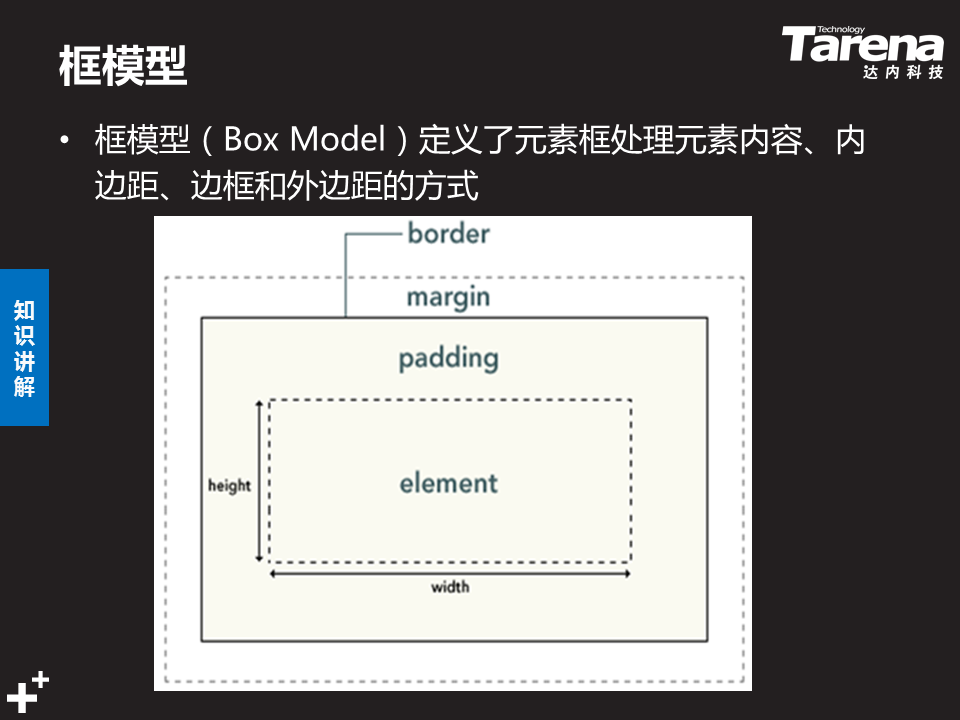 Technology
Tarena
达内科技
框模型
• 框模型（Box Model）定义了元素框处理元素内容、内
边距、边框和外边距的方式
border
margin
padding
知识讲解
height
element
width